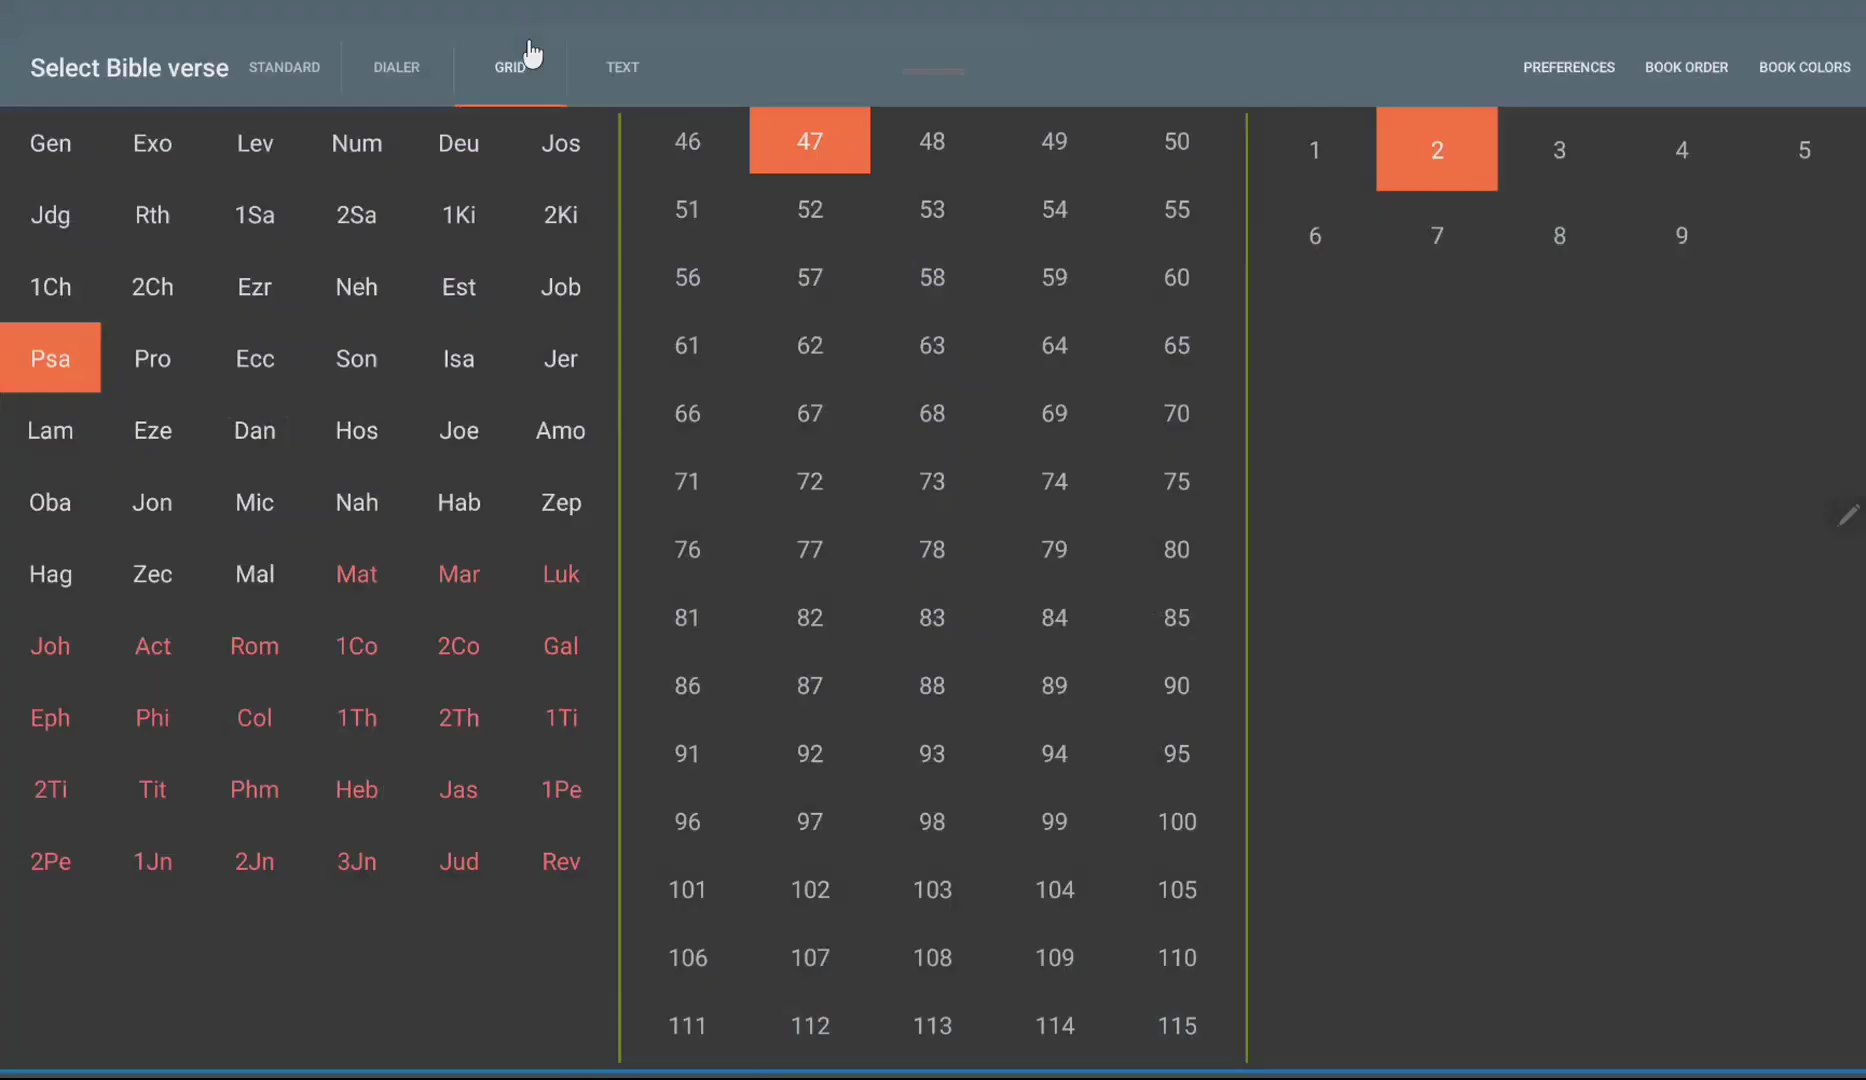 Select Bible verse STANDARD DIALER GRID TEXT PREFERENCES BOOK ORDER BOOK COLORS
Gen Exo Lev Num Deu Jos
Jdg Rth 1Sa 2Sa 1Ki 2Ki
1Ch 2Ch Ezr Neh Est Job
Psa Pro Ecc Son Isa Jer
Lam Eze Dan Hos Joe Amo
Oba Jon Mic Nah Hab Zep
Hag Zec Mal Mat Mar Luk
Joh Act Rom 1Co 2Co Gal
Eph Phi Col 1Th 2Th 1Ti
2Ti Tit Phm Heb Jas 1Pe
2Pe 1Jn 2Jn 3Jn Jud Rev
46 47 48 49 50
51 52 53 54 55
56 57 58 59 60
61 62 63 64 65
66 67 68 69 70
71 72 73 74 75
76 77 78 79 80
81 82 83 84 85
86 87 88 89 90
91 92 93 94 95
96 97 98 99 100
101 102 103 104 105
106 107 108 109 110
111 112 113 114 115
1 2 3 4 5
6 7 8 9